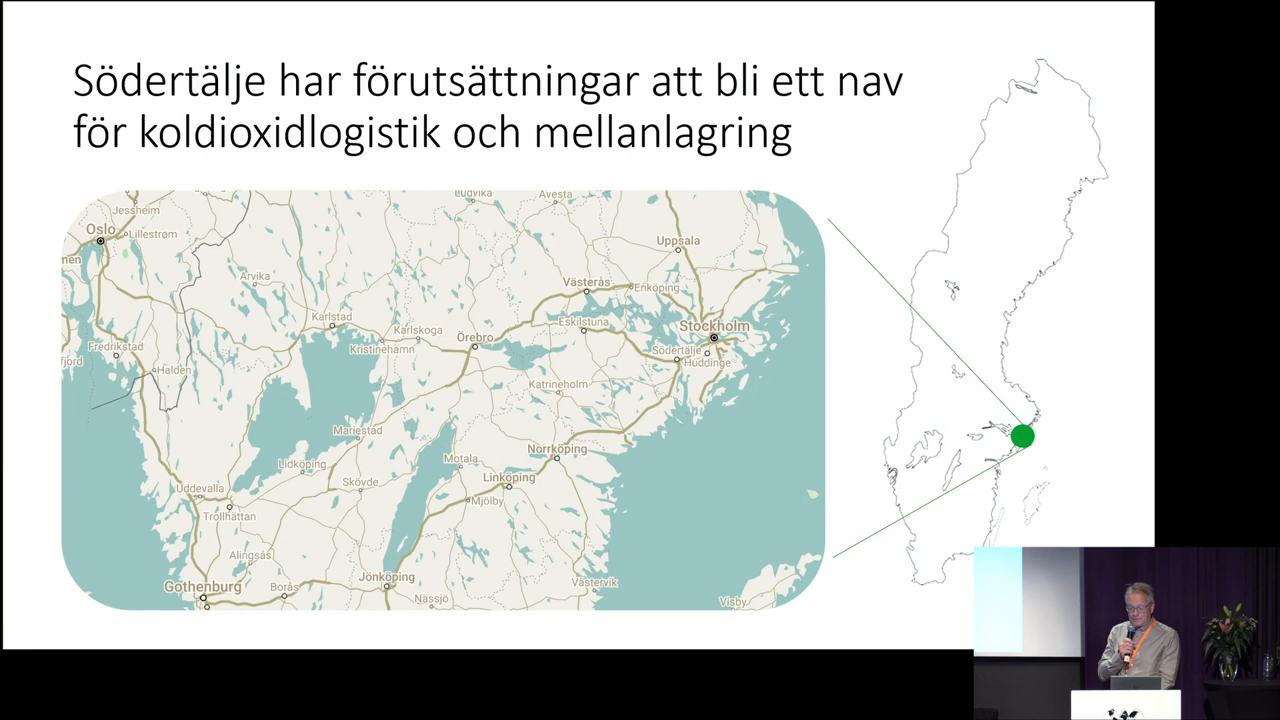 Södertälje har förutsättningar att bli ett nav
för koldioxidlogistik och mellanlagring
Ludvika
Avesta
Jessheim
Oslo
Lillestrøm
Uppsala
men
Arvika
Västerås
Enköping
Karlstad
Karlskoga
Örebro
Eskilstuna
Stockholm
Fredrikstad
Kristinehamn
Södertälje
Huddinge
fjord
Halden
Katrineholm
Mariestad
Norrköping
Lidköping
Motala
Skövde
Linköping
Uddevalla
Mjölby
Trollhättan
Alingsås
Gothenburg
Borås
Jönköping
Västervik
Nässjö
Visby